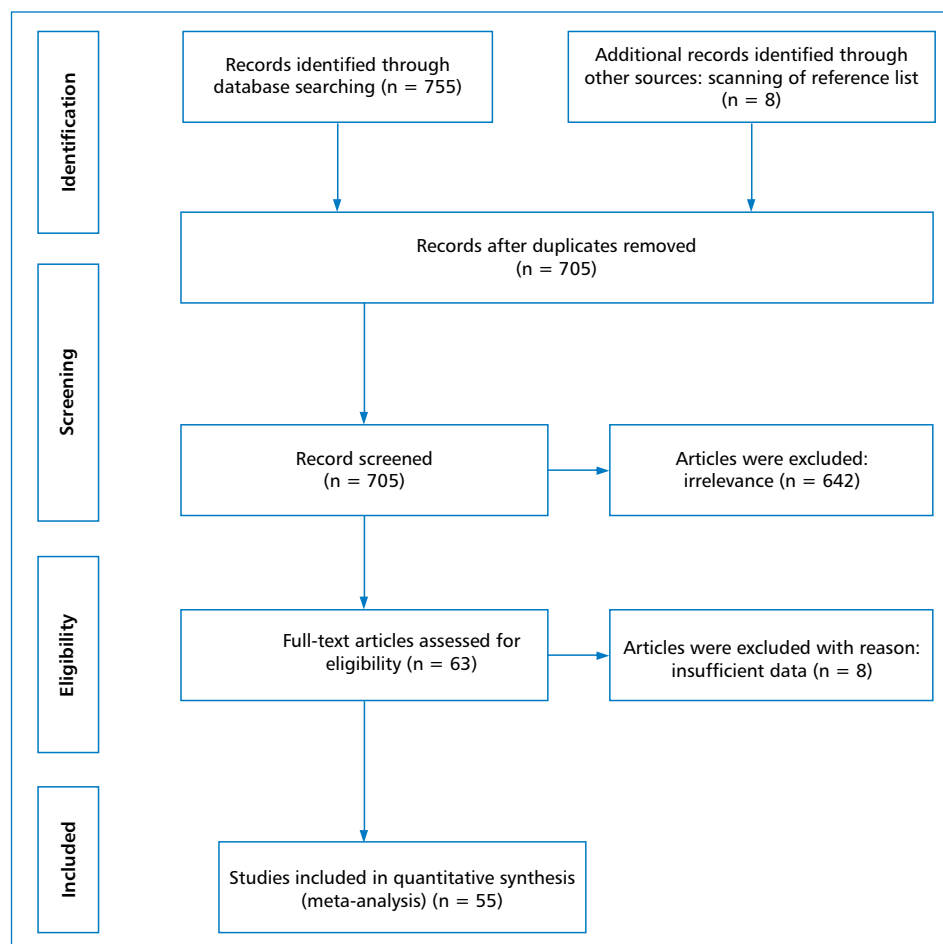 Identification
Records identified through
database searching (n = 755)
Additional records identified through
other sources: scanning of reference list
(n = 8)
Records after duplicates removed
(n = 705)
Screening
Record screened
(n = 705)
Articles were excluded:
irrelevance (n = 642)
Eligibility
Full-text articles assessed for
eligibility (n = 63)
Articles were excluded with reason:
insufficient data (n = 8)
Included
Studies included in quantitative synthesis
(meta-analysis) (n = 55)